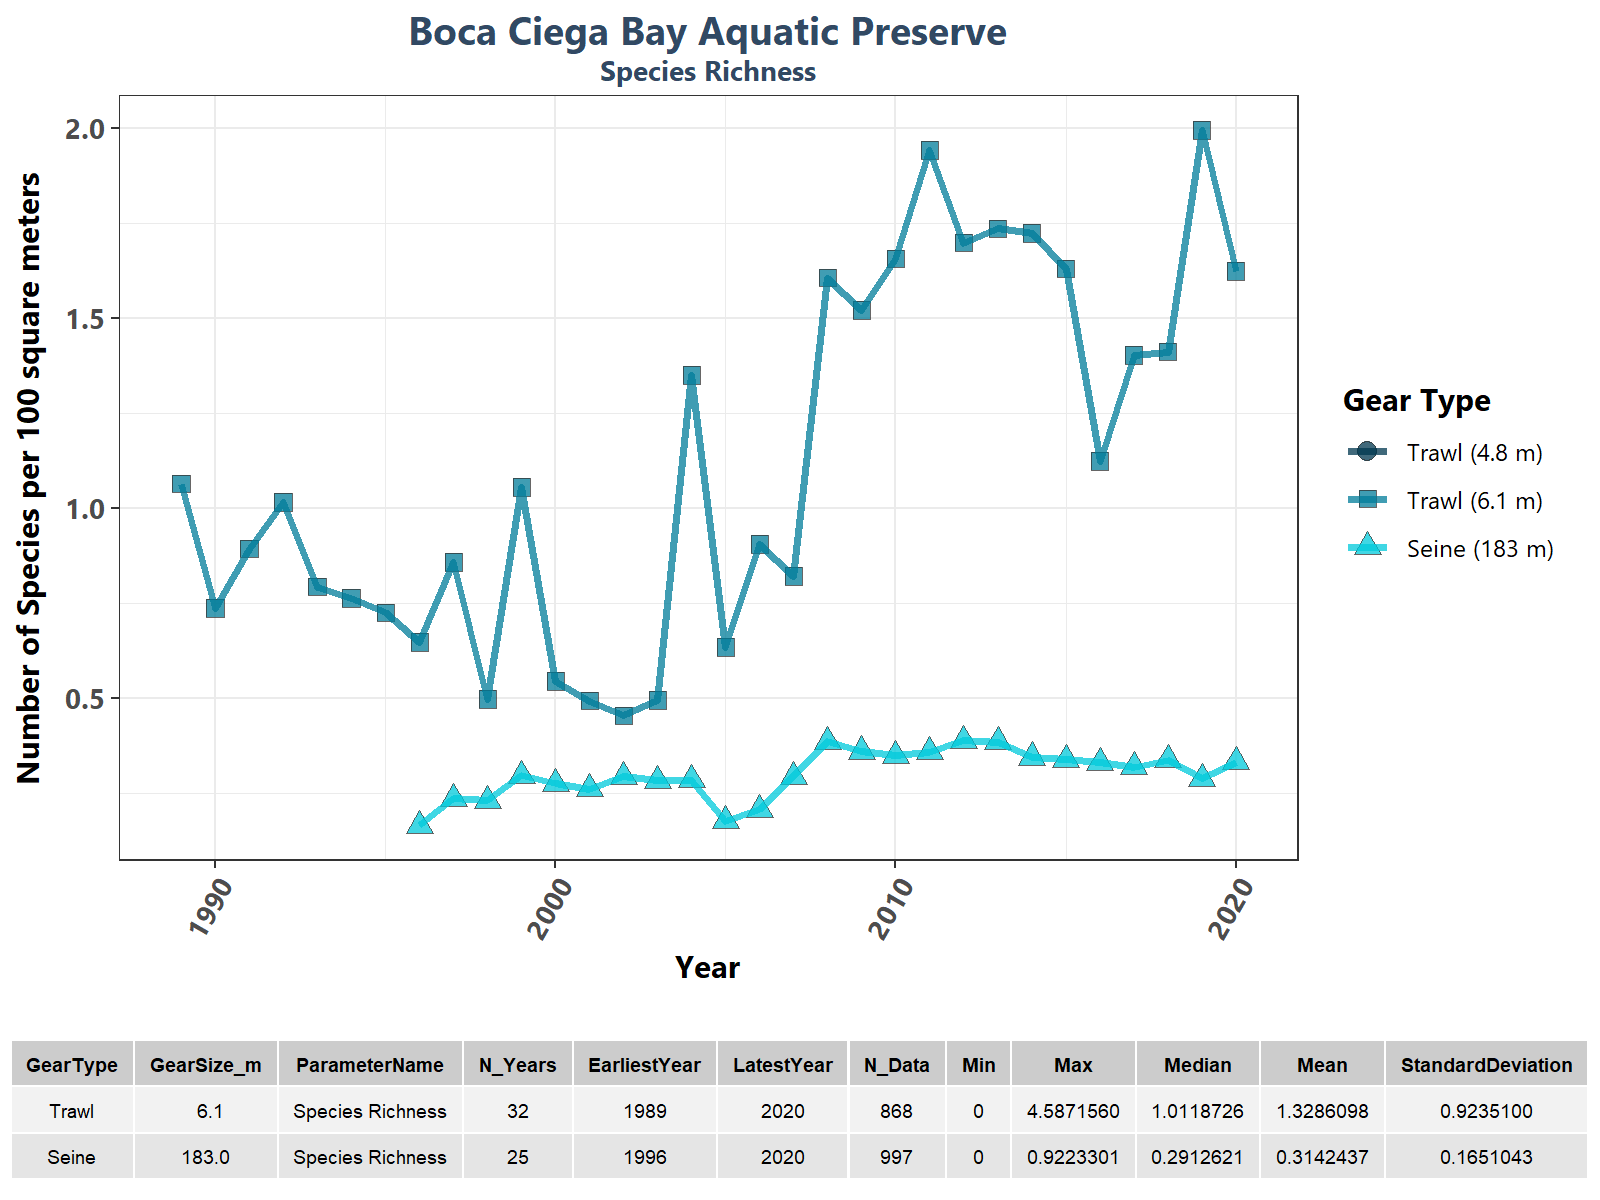 Boca Ciega Bay Aquatic Preserve
Species Richness
Number of Species per 100 square meters
2.0
1.5
1.0
0.5
1990 2000 2010 2020
Year
Gear Type
Trawl (4.8 m)
Trawl (6.1 m)
Seine (183 m)
GearType GearSize_m ParameterName N_Years EarliestYear LatestYear N_Data Min Max Median Mean StandardDeviation
Trawl 6.1 Species Richness 32 1989 2020 868 0 4.5871560 1.0118726 1.3286098 0.9235100
Seine 183.0 Species Richness 25 1996 2020 997 0 0.9223301 0.2912621 0.3142437 0.1651043